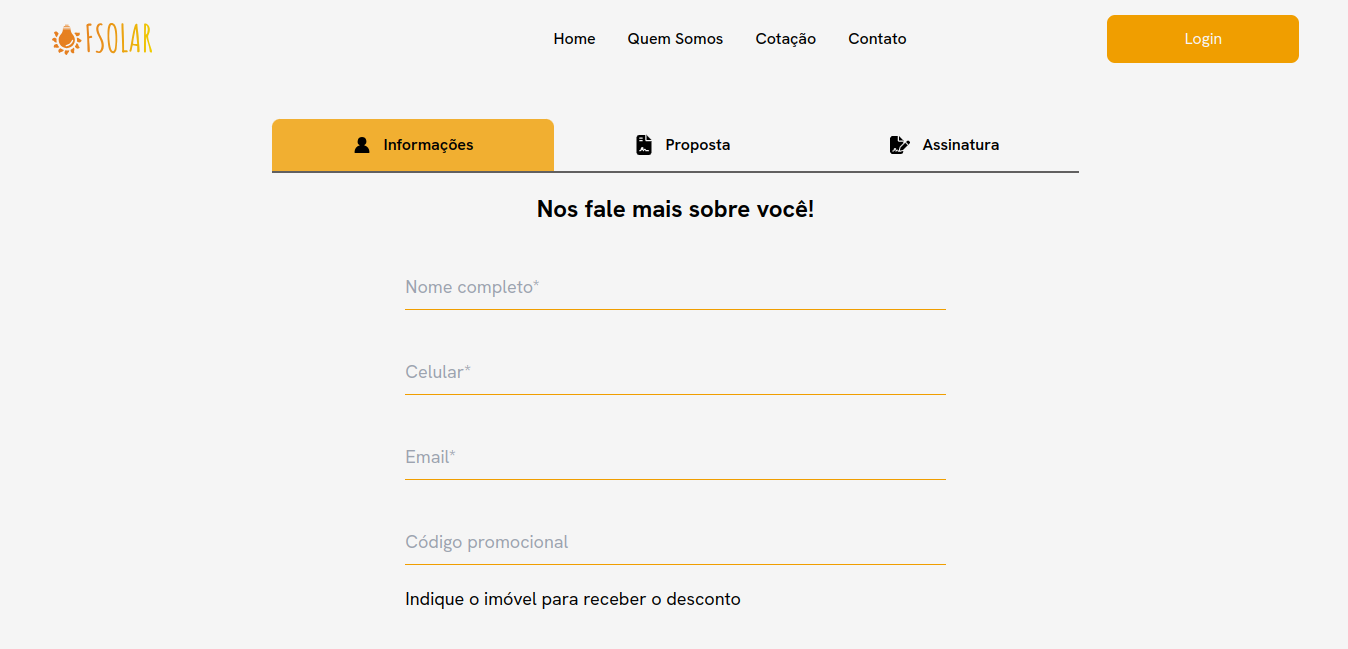 FSOLAR
Home Quem Somos Cotação Contato
Login
Informações Proposta Assinatura
Nos fale mais sobre você!
Nome completo*
Celular*
Email*
Código promocional
Indique o imóvel para receber o desconto